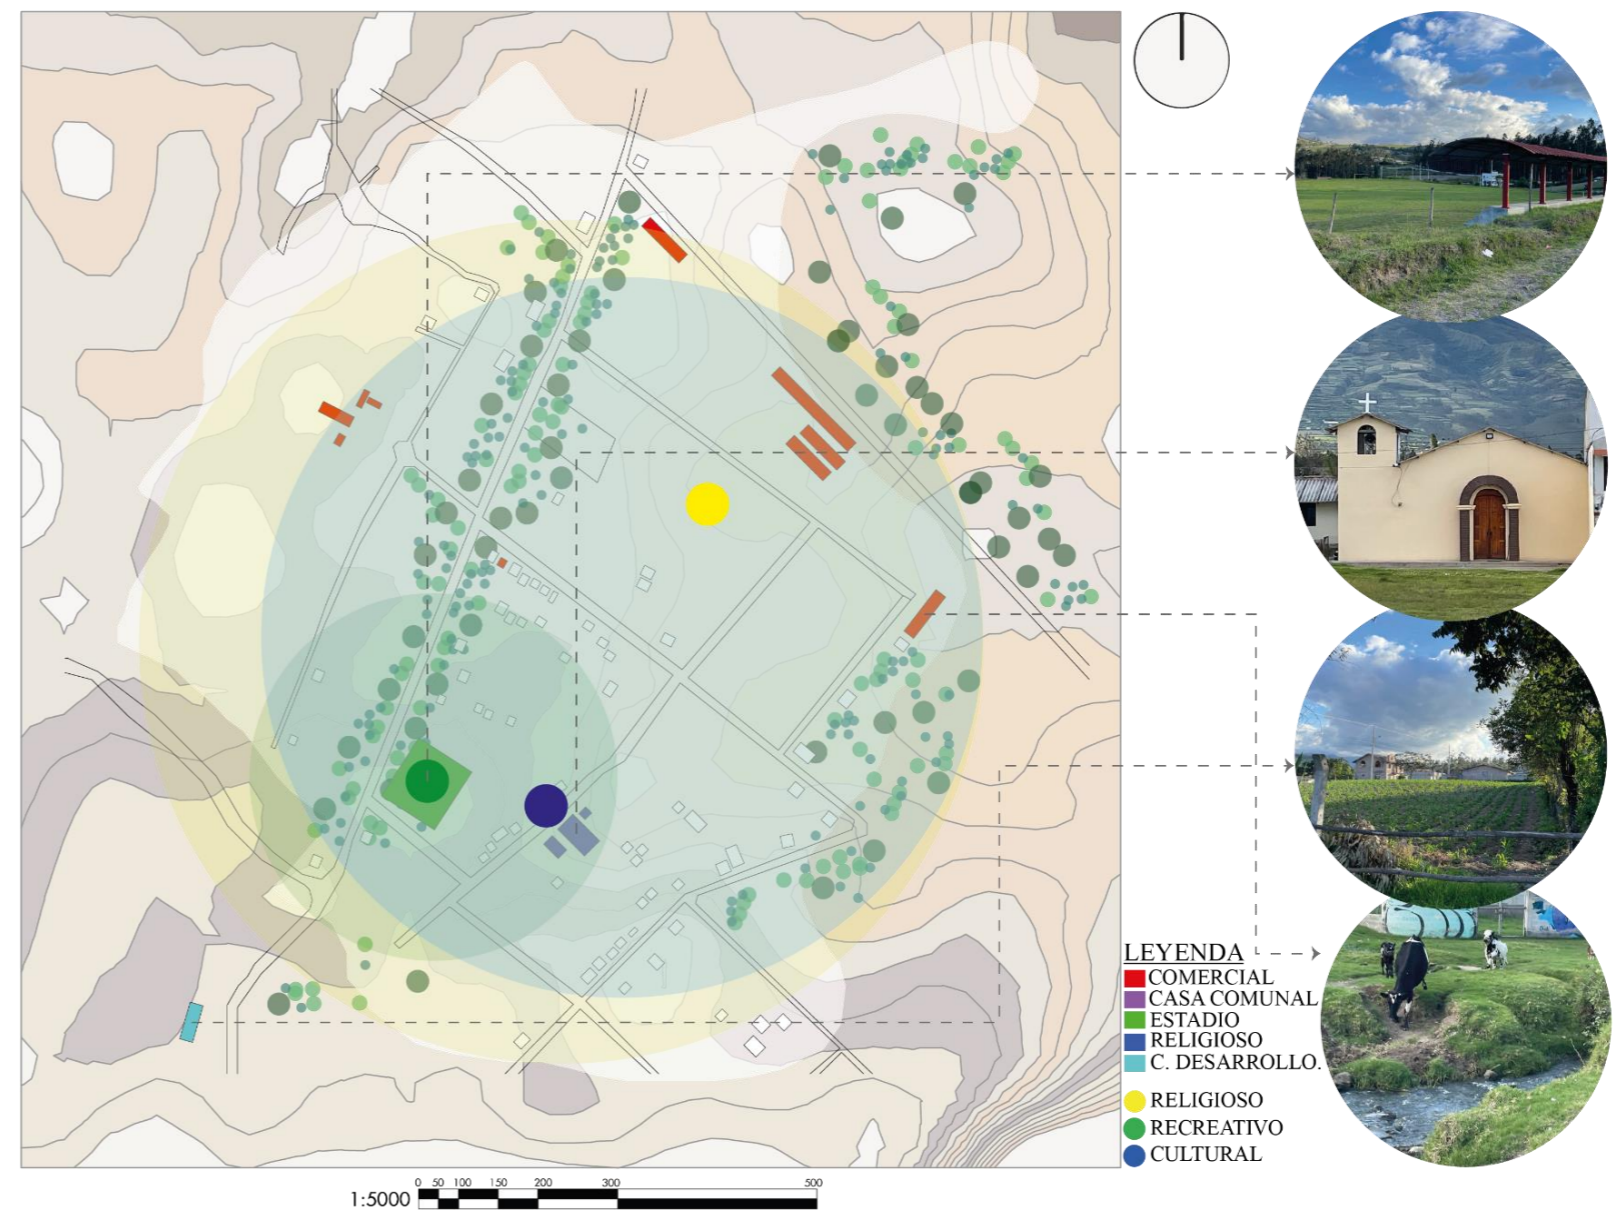 LEYENDA
COMERCIAL
CASA COMUNAL
ESTADIO
RELIGIOSO
C. DESARROLLO.
RELIGIOSO
RECREATIVO
CULTURAL
1:5000
0 50 100 150 200 300 500